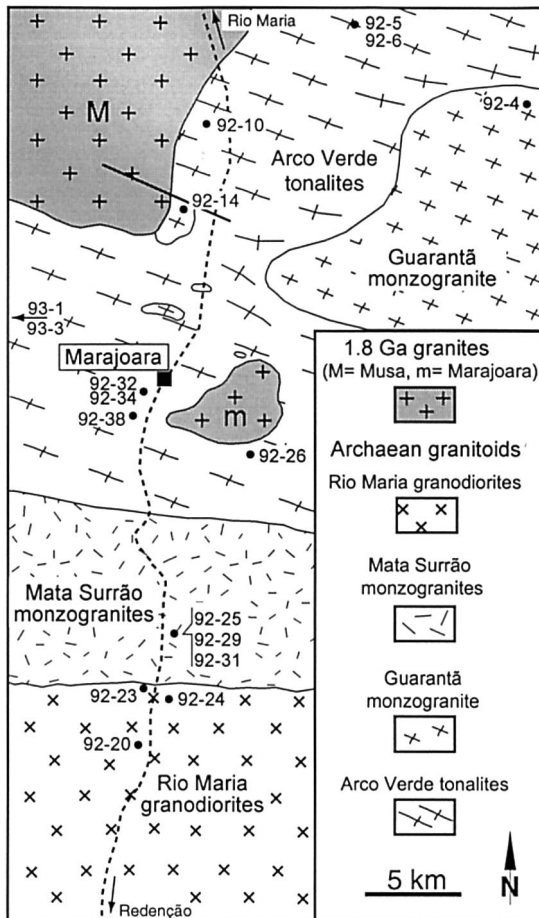 Rio Maria
92-5
92-6
92-4
M
92-10
Arco Verde
tonalites
92-14
Guarantã
monzogranite
93-1
93-3
Marajoara
92-32
92-34
92-38
m
92-26
Mata Surrão
monzogranites
92-25
92-29
92-31
92-23
92-24
92-20
Rio Maria
granodiorites
Redenção
1.8 Ga granites
(M= Musa, m= Marajoara)
Archaean granitoids
Rio Maria granodiorites
Mata Surrão
monzogranites
Guarantã
monzogranite
Arco Verde tonalites
5 km
N